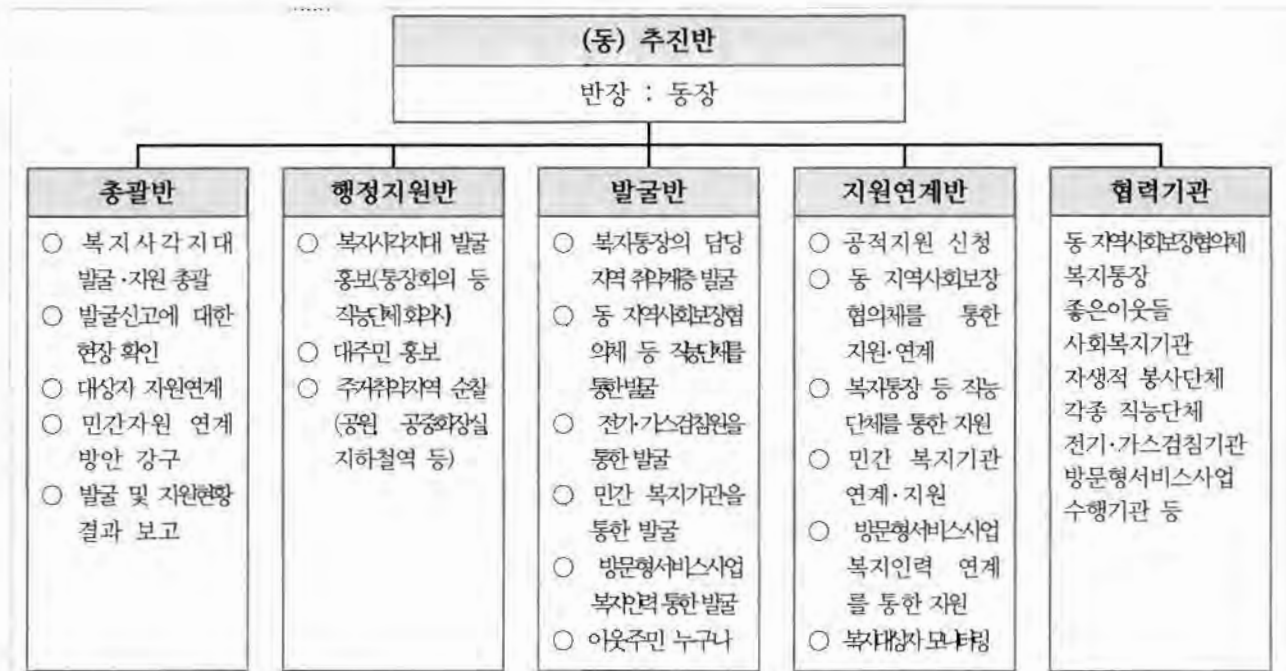 (동) 추진반
반장 : 동장
총괄반
○ 복지사각지대
발굴·지원 총괄
○ 발굴신고에 대한
현장 확인
○ 대상자 자원연계
○ 민간자원 연계
방안 강구
○ 발굴 및 지원현황
결과 보고
행정지원반
○ 복지사각지대 발굴
홍보(통장회의 등
직능단체 회의시)
○ 대주민 홍보
○ 주거취약지역 순찰
(공원, 공중화장실
지하철역 등)
발굴반
○ 복지통장의 담당
지역 취약계층 발굴
○ 동 지역사회보장협
의체 등 직능단체를
통한 발굴
○ 전기·가스검침원을
통한 발굴
○ 민간 복지기관을
통한 발굴
○ 방문형서비스사업
복지인력 통한 발굴
○ 이웃주민 누구나
지원연계반
○ 공적지원 신청
○ 동 지역사회보장
협의체를 통한
지원·연계
○ 복지통장 등 직능
단체를 통한 지원
○ 민간 복지기관
연계·지원
○ 방문형서비스사업
복지인력 연계
를 통한 지원
○ 복지대상자 모니터링
협력기관
동 지역사회보장협의체
복지통장
좋은이웃들
사회복지기관
자생적 봉사단체
각종 직능단체
전기·가스검침기관
방문형서비스사업
수행기관 등